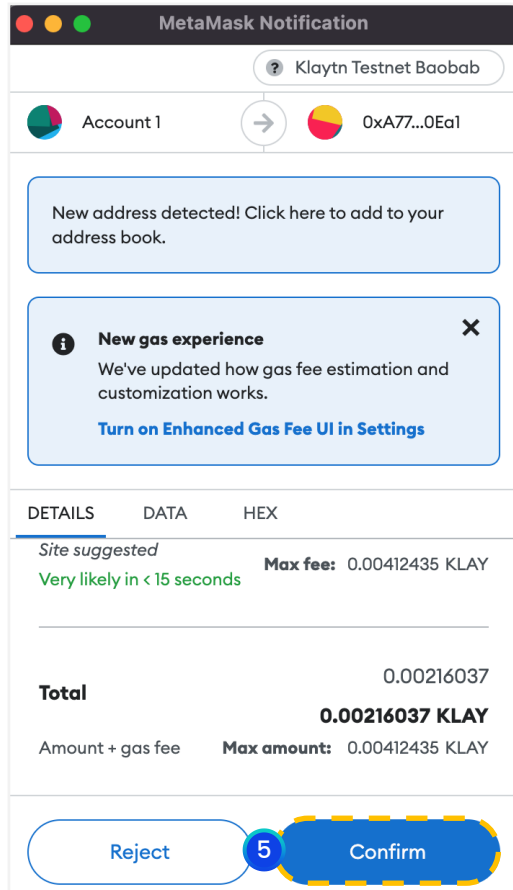 MetaMask Notification
? Klaytn Testnet Baobab
Account 1
0xA77...0Ea1
New address detected! Click here to add to your
address book.
New gas experience
We've updated how gas fee estimation and
customization works.
Turn on Enhanced Gas Fee UI in Settings
DETAILS DATA HEX
Site suggested
Max fee: 0.00412435 KLAY
Very likely in < 15 seconds
0.00216037
Total
0.00216037 KLAY
Amount + gas fee Max amount: 0.00412435 KLAY
Reject 5 Confirm